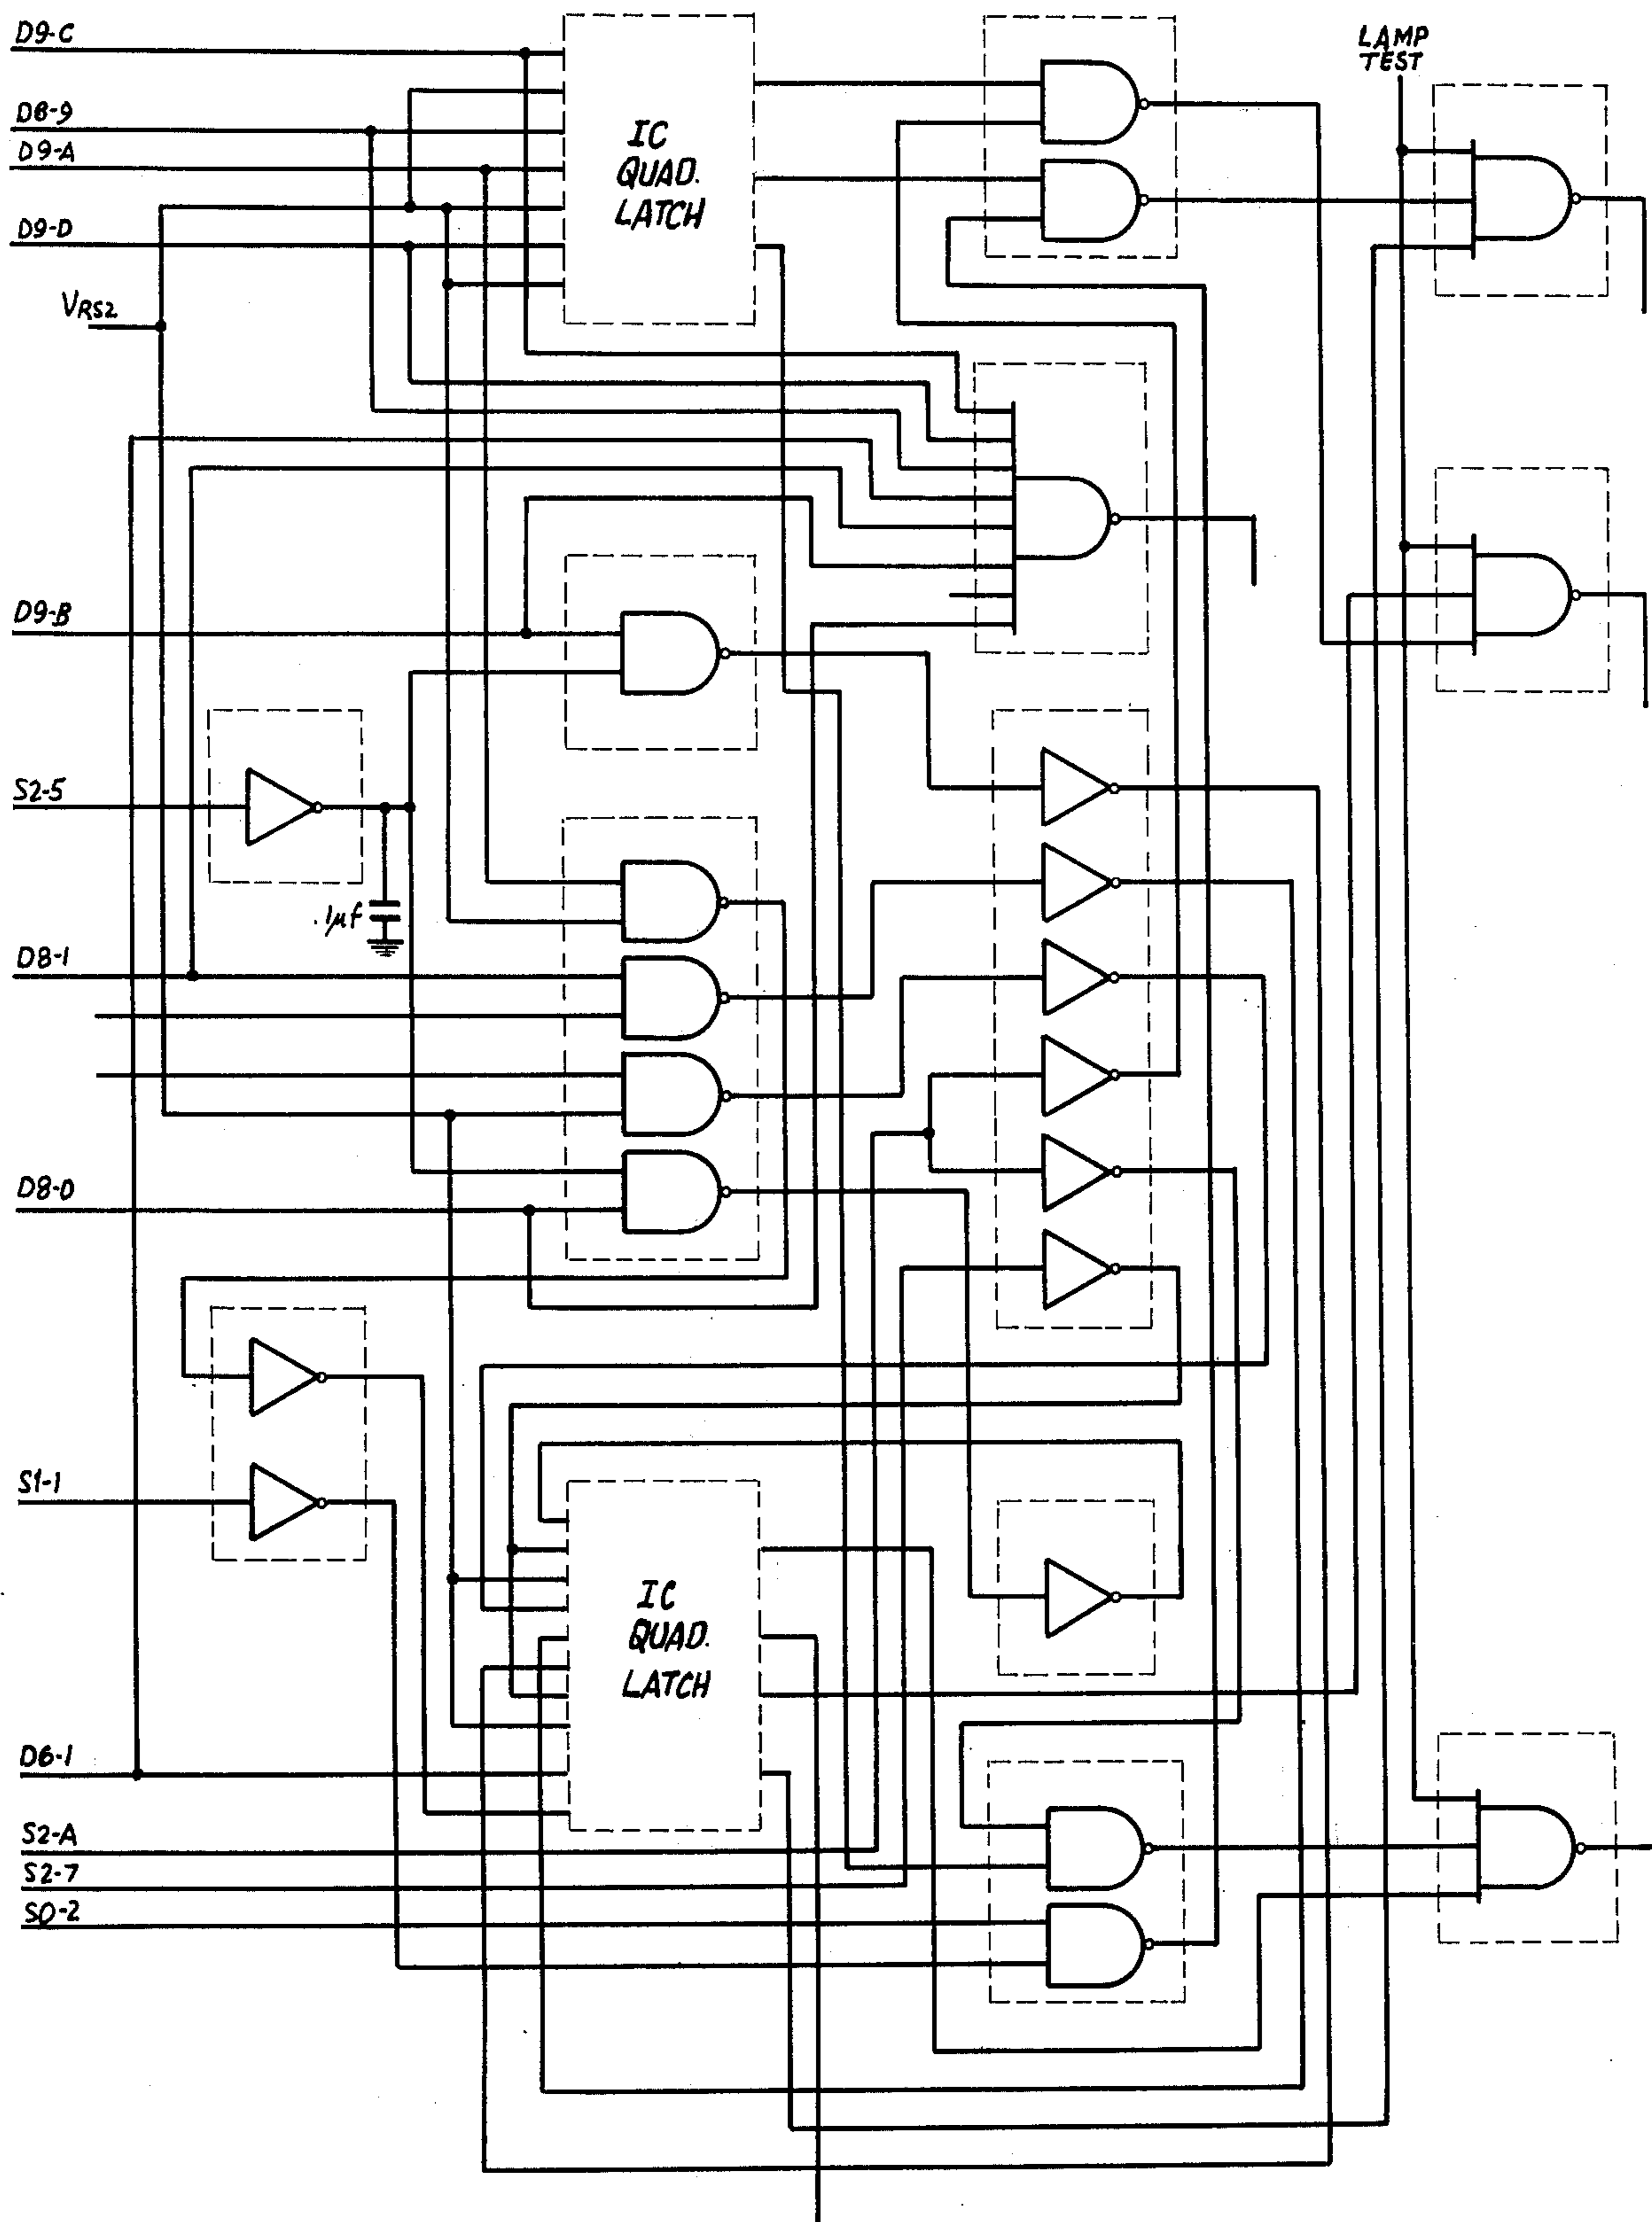 D9-C
LAMP
TEST
D8-9
IC
QUAD.
LATCH
D9-A
D9-D
VRS2
D9-B
S2-5
.1µf
D8-1
D8-0
S1-1
IC
QUAD.
LATCH
D6-1
S2-A
S2-7
S0-2